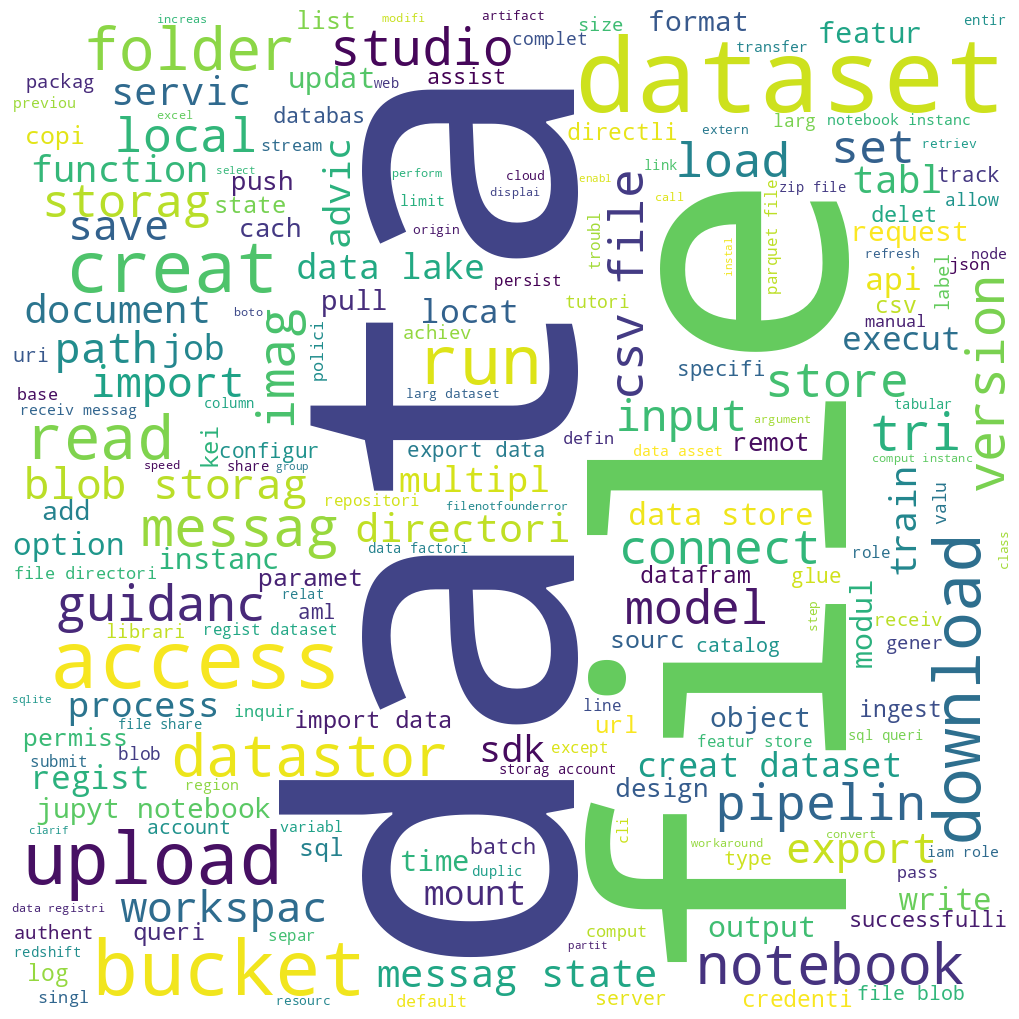 increas
list
modifi
artifact
size
format
entir
folder
studio
complet
featur
transfer
packag
servic
updat
web
assist
dataset
previou
excel
databas
directli
extern
larg
notebook instanc
copi
local
stream
link
load
set
retriev
function
select
push
advic
perform
cloud
displai
enabl
call
zip file
tabl
track
storag
state
limit
delet
allow
save
cach
origin
troubl
csv file
instal
parquet file
request
creat
data lake
persist
refresh
node
api
label
json
document
pull
locat
tutori
csv
uri
boto
polici
achiev
manual
path
job
imag
run
specifi
execut
version
base
import
larg dataset
store
receiv messag
column
input
argument
tabular
read
kei
configur
export data
defin
remot
tri
speed
share
group
data asset
comput instanc
blob storag
multipl
add
repositori
filenotfounderror
data store
train
valu
messag
directori
option
instanc
data factori
connect
role
class
file directori
paramet
datafram
glue
guidanc
relat
aml
model
step
modul
receiv
librari
regist dataset
sourc
catalog
gener
access
data
file
download
sqlite
process
inquir
line
object
ingest
file share
import data
url
permiss
blob
datastor
sdk
except
featur store
sql queri
submit
storag account
regist
region
creat dataset
jupyt notebook
design
pipelin
clarif
account
variabl
cli
workaround
convert
upload
sql
time
batch
type
export
iam role
duplic
mount
pass
data registri
workspac
write
authent
queri
separ
comput
output
successfulli
redshift
partit
log
bucket
messag state
notebook
singl
resourc
default
server
credenti
file blob